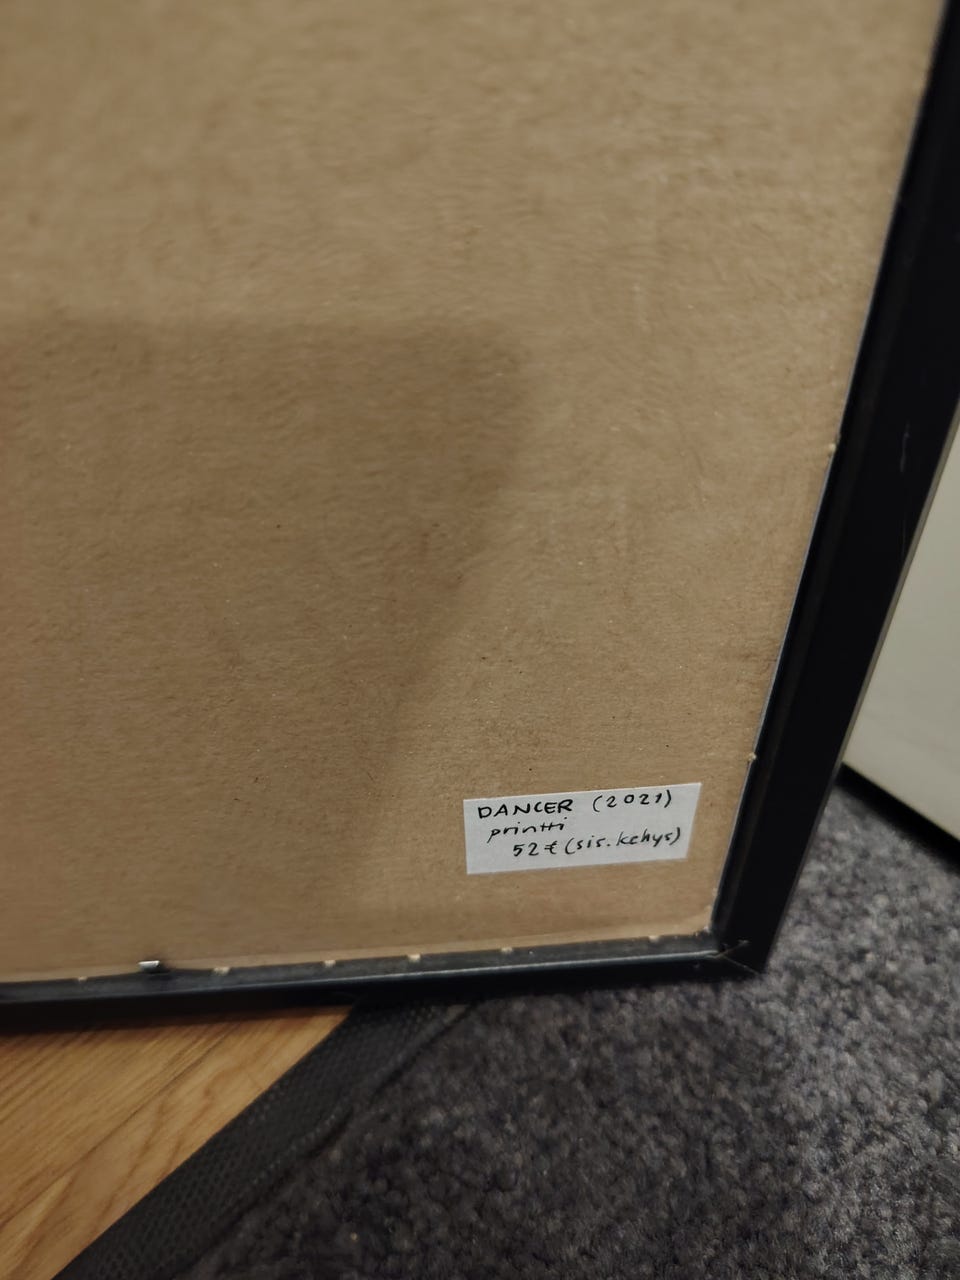 DANCER (2021)
printti
52 € (sis. kehys)